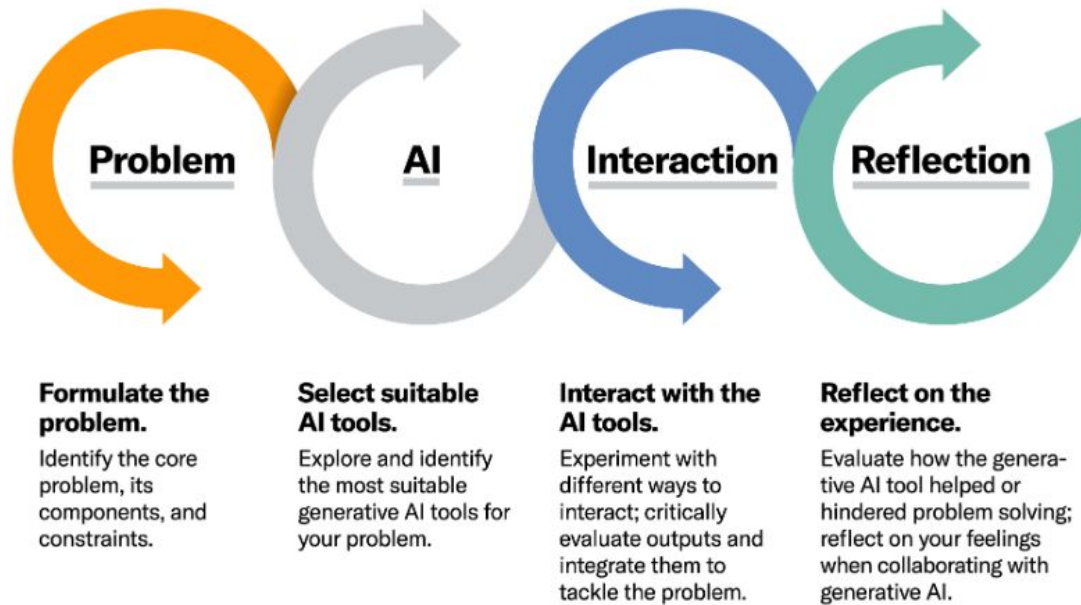 Problem
AI
Interaction
Reflection
Formulate the
problem.
Identify the core
problem, its
components, and
constraints.
Select suitable
AI tools.
Explore and identify
the most suitable
generative AI tools for
your problem.
Interact with the
AI tools.
Experiment with
different ways to
interact; critically
evaluate outputs and
integrate them to
tackle the problem.
Reflect on the
experience.
Evaluate how the genera-
tive AI tool helped or
hindered problem solving;
reflect on your feelings
when collaborating with
generative AI.